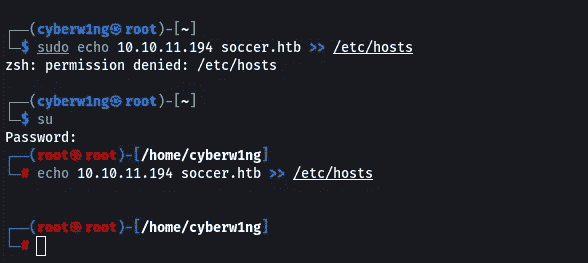 ┌──(cyberw1ng㉿root)-[~]
└─$ sudo echo 10.10.11.194 soccer.htb >> /etc/hosts
zsh: permission denied: /etc/hosts
┌──(cyberw1ng㉿root)-[~]
└─$ su
Password:
┌──(root㉿root)-[/home/cyberw1ng]
└─# echo 10.10.11.194 soccer.htb >> /etc/hosts
┌──(root㉿root)-[/home/cyberw1ng]
└─#